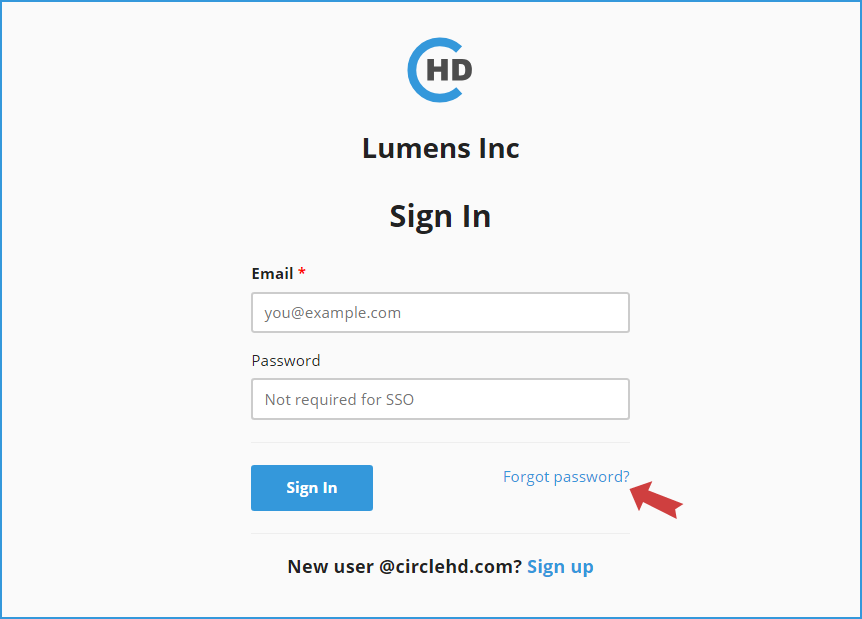 HD
Lumens Inc
Sign In
Email *
you@example.com
Password
Not required for SSO
Sign In
Forgot password?
New user @circlehd.com? Sign up